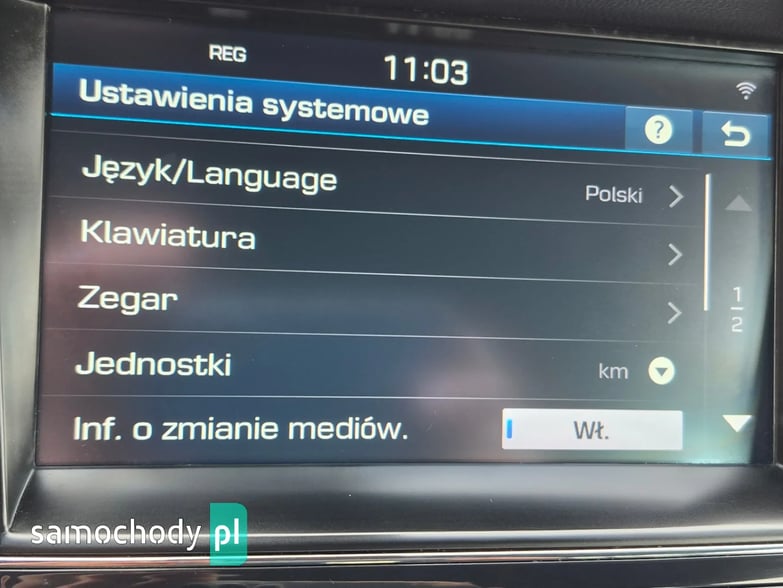 REG
11:03
Ustawienia systemowe
?
Język/Language
Polski
Klawiatura
Zegar
1
2
Jednostki
km
Inf. o zmianie mediów.
Wł.
samochody pl